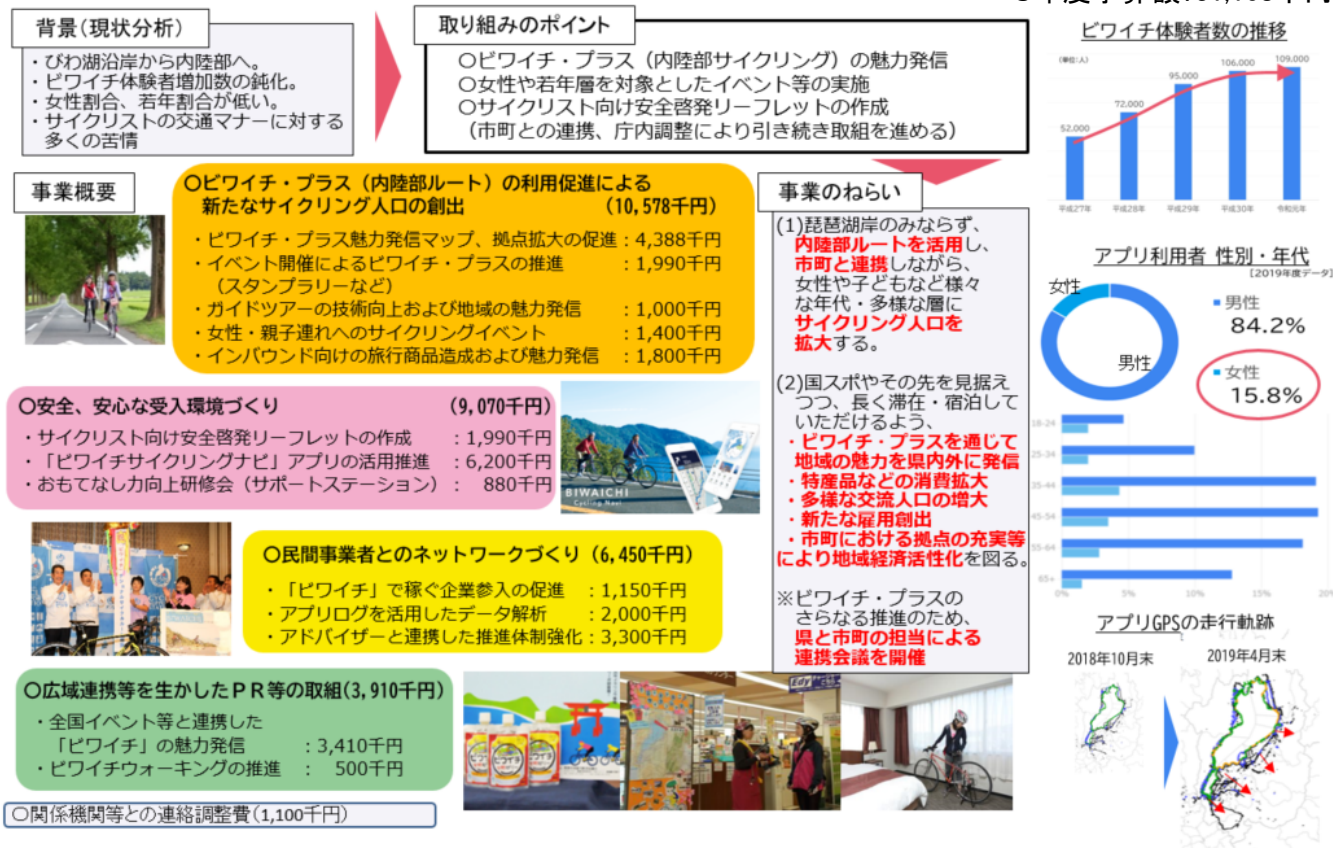 背景(現状分析)
・びわ湖沿岸から内陸部へ。
・ビワイチ体験者増加数の鈍化。
・女性割合、若年割合が低い。
・サイクリストの交通マナーに対する
多くの苦情
取り組みのポイント
〇ビワイチ・プラス（内陸部サイクリング）の魅力発信
〇女性や若年層を対象としたイベント等の実施
〇サイクリスト向け安全啓発リーフレットの作成
（市町との連携、庁内調整により引き続き取組を進める）
事業概要
〇ビワイチ・プラス（内陸部ルート）の利用促進による
新たなサイクリング人口の創出 (10,578千円)
・ビワイチ・プラス魅力発信マップ、拠点拡大の促進：4,388千円
・イベント開催によるビワイチ・プラスの推進 ：1,990千円
（スタンプラリーなど）
・ガイドツアーの技術向上および地域の魅力発信 ：1,000千円
・女性・親子連れへのサイクリングイベント ：1,400千円
・インバウンド向けの旅行商品造成および魅力発信 ：1,800千円
〇安全、安心な受入環境づくり (9,070千円)
・サイクリスト向け安全啓発リーフレットの作成 ：1,990千円
・「ビワイチサイクリングナビ」アプリの活用推進 ：6,200千円
・おもてなし力向上研修会（サポートステーション）： 880千円
BIWAICHI
Cycling Navi
〇民間事業者とのネットワークづくり (6,450千円)
・「ビワイチ」で稼ぐ企業参入の促進 ：1,150千円
・アプリログを活用したデータ解析 ：2,000千円
・アドバイザーと連携した推進体制強化：3,300千円
〇広域連携等を生かしたＰＲ等の取組(3,910千円)
・全国イベント等と連携した
「ビワイチ」の魅力発信 ：3,410千円
・ビワイチウォーキングの推進 ： 500千円
〇関係機関等との連絡調整費(1,100千円)
Edy
事業のねらい
(1)琵琶湖岸のみならず、
内陸部ルートを活用し、
市町と連携しながら、
女性や子どもなど様々
な年代・多様な層に
サイクリング人口を
拡大する。
(2)国スポやその先を見据え
つつ、長く滞在・宿泊して
いただけるよう、
・ビワイチ・プラスを通じて
地域の魅力を県内外に発信
・特産品などの消費拡大
・多様な交流人口の増大
・新たな雇用創出
・市町における拠点の充実等
により地域経済活性化を図る。
※ビワイチ・プラスの
さらなる推進のため、
県と市町の担当による
連携会議を開催
ビワイチ体験者数の推移
(単位：人)
52,000
72,000
95,000
106,000
109,000
平成27年 平成28年 平成29年 平成30年 令和元年
アプリ利用者 性別・年代
[2019年度データ]
女性
男性
男性
84.2%
女性
15.8%
18-24
25-34
35-44
45-54
55-64
65+
0% 5% 10% 15% 20%
アプリGPSの走行軌跡
2018年10月末
2019年4月末